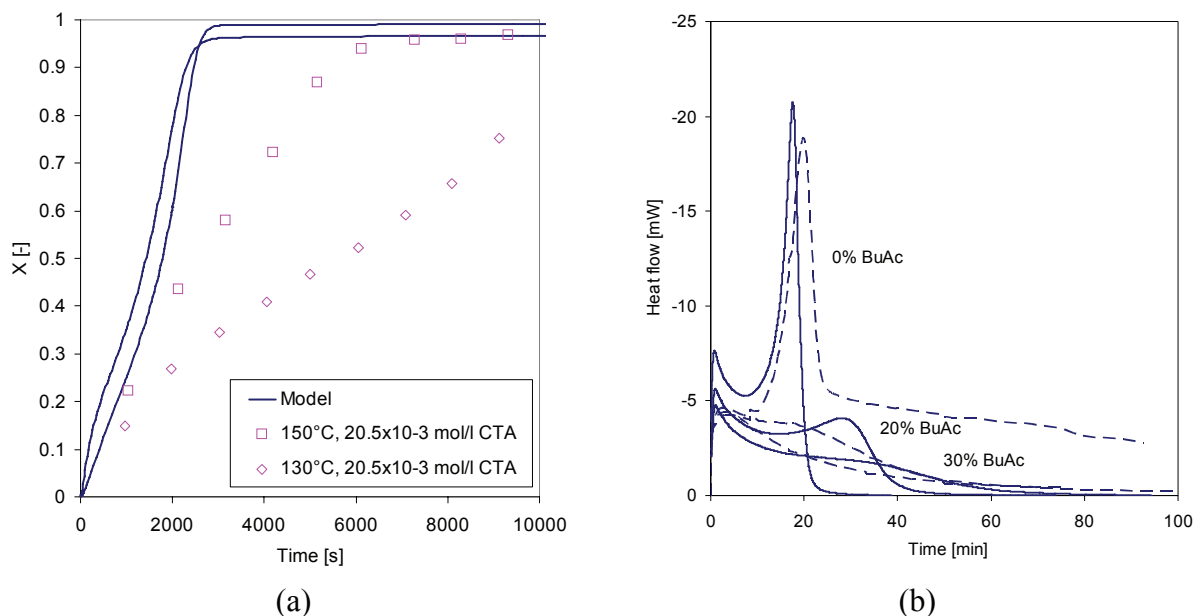 1
0.9
0.8
0.7
0.6
0.5
0.4
0.3
0.2
0.1
0
X [-]
Model
150°C, 20.5x10-3 mol/l CTA
130°C, 20.5x10-3 mol/l CTA
0 2000 4000 6000 8000 10000
Time [s]
(a)
-25
-20
-15
-10
-5
0
Heat flow [mW]
0% BuAc
20% BuAc
30% BuAc
0 20 40 60 80 100
Time [min]
(b)